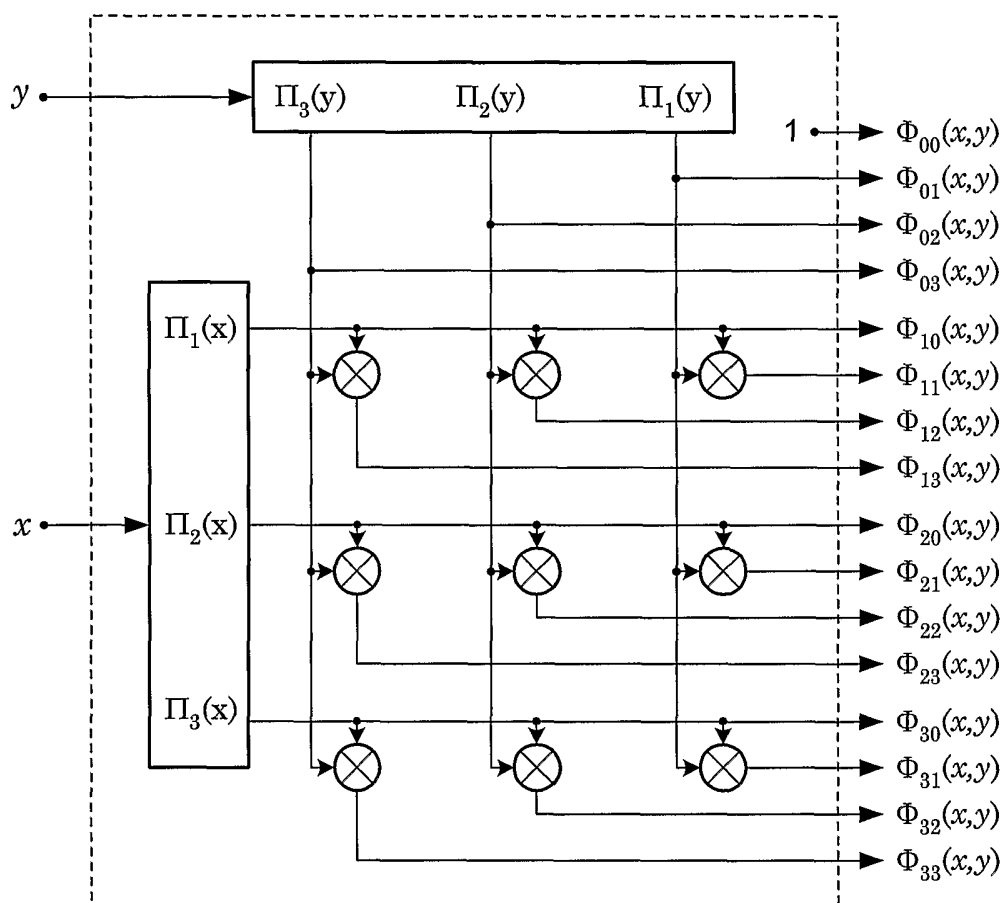 y
Π₃(y) Π₂(y) Π₁(y)
1
Φ₀₀(x,y)
Φ₀₁(x,y)
Φ₀₂(x,y)
Φ₀₃(x,y)
Π₁(x)
Φ₁₀(x,y)
Φ₁₁(x,y)
Φ₁₂(x,y)
Φ₁₃(x,y)
x
Π₂(x)
Φ₂₀(x,y)
Φ₂₁(x,y)
Φ₂₂(x,y)
Φ₂₃(x,y)
Π₃(x)
Φ₃₀(x,y)
Φ₃₁(x,y)
Φ₃₂(x,y)
Φ₃₃(x,y)